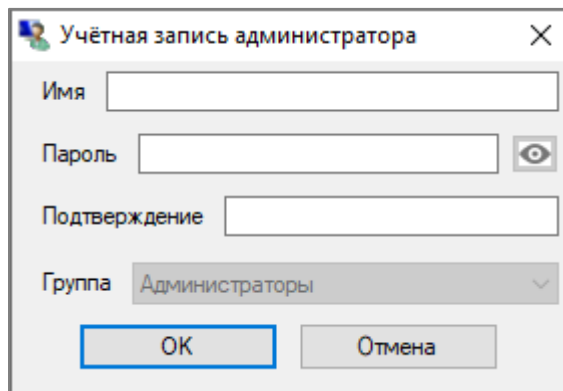 Учётная запись администратора
Имя
Пароль
Подтверждение
Группа Администраторы
OK Отмена